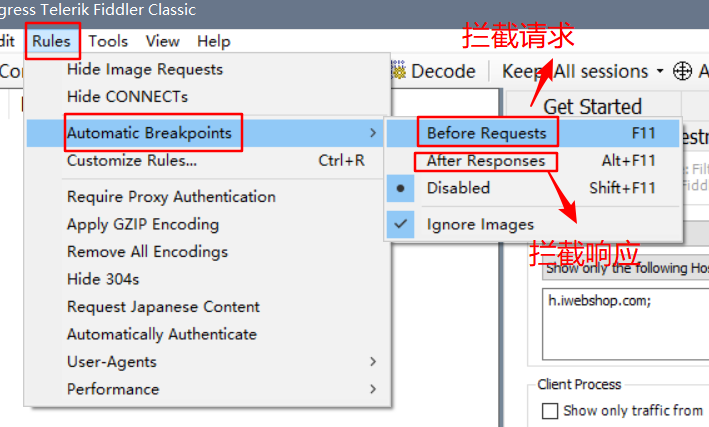 gress Telerik Fiddler Classic
dit Rules Tools View Help
拦截请求
Decode Keep All sessions
Get Started
Hide Image Requests
Hide CONNECTs
Automatic Breakpoints
Customize Rules... Ctrl+R
Require Proxy Authentication
Apply GZIP Encoding
Remove All Encodings
Hide 304s
Request Japanese Content
Automatically Authenticate
User-Agents
Performance
Before Requests F11
After Responses Alt+F11
Disabled Shift+F11
Ignore Images
拦截响应
Show only the following Hos
h.iwebshop.com;
Client Process
Show only traffic from